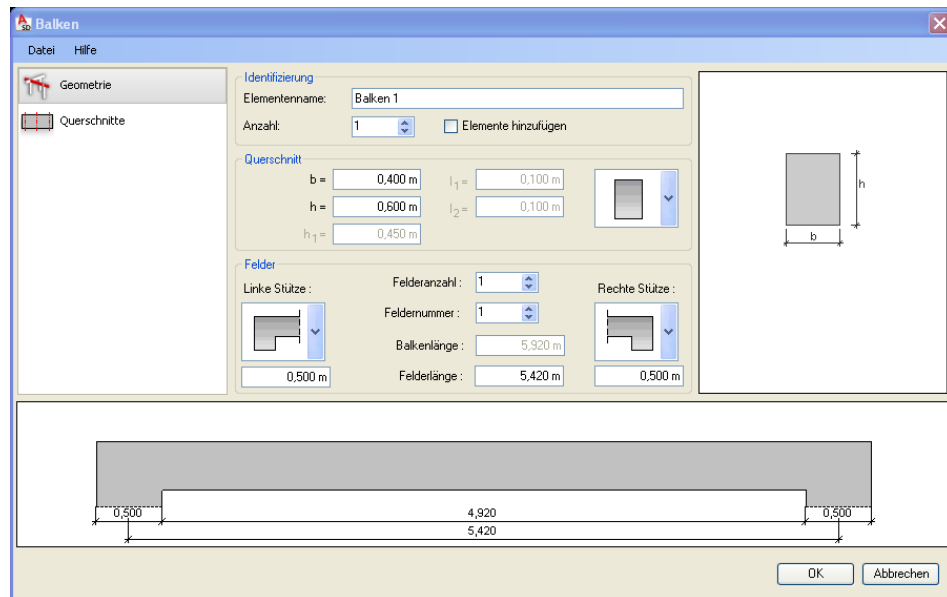 Balken
Datei Hilfe
Geometrie
Querschnitte
Identifizierung
Elementenname: Balken 1
Anzahl: 1 Elemente hinzufügen
Querschnitt
b = 0,400 m l1 = 0,100 m
h = 0,600 m l2 = 0,100 m
h1 = 0,450 m
h
b
Felder
Linke Stütze : Felderanzahl : 1 Rechte Stütze :
Feldernummer : 1
Balkenlänge : 5,920 m
0,500 m Felderlänge : 5,420 m 0,500 m
0,500 4,920 0,500
5,420
OK Abbrechen